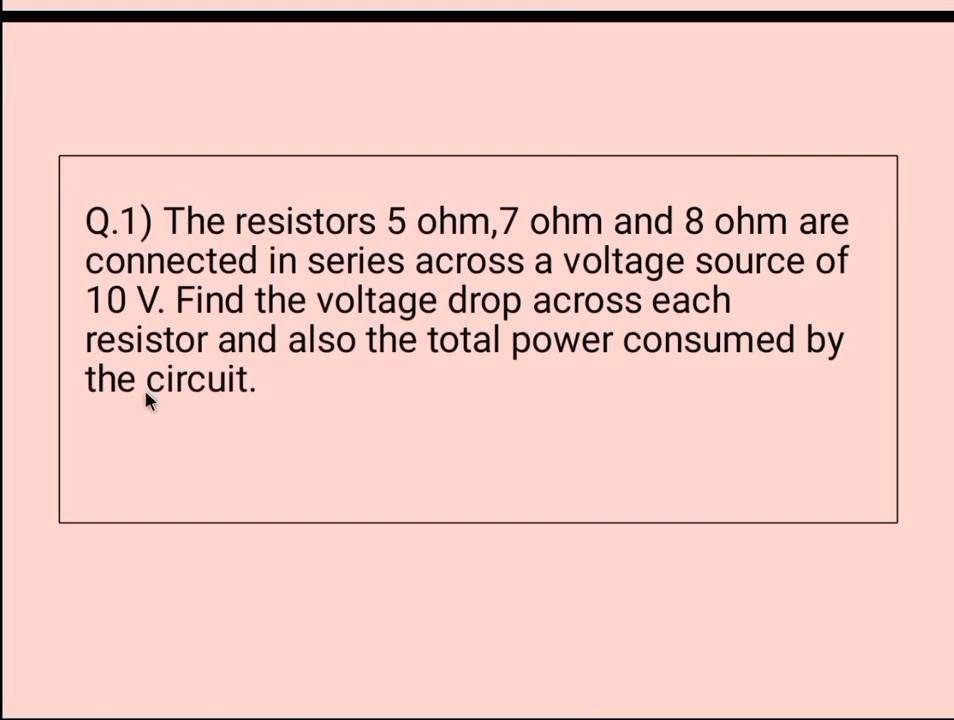 Q.1) The resistors 5 ohm,7 ohm and 8 ohm are
connected in series across a voltage source of
10 V. Find the voltage drop across each
resistor and also the total power consumed by
the circuit.